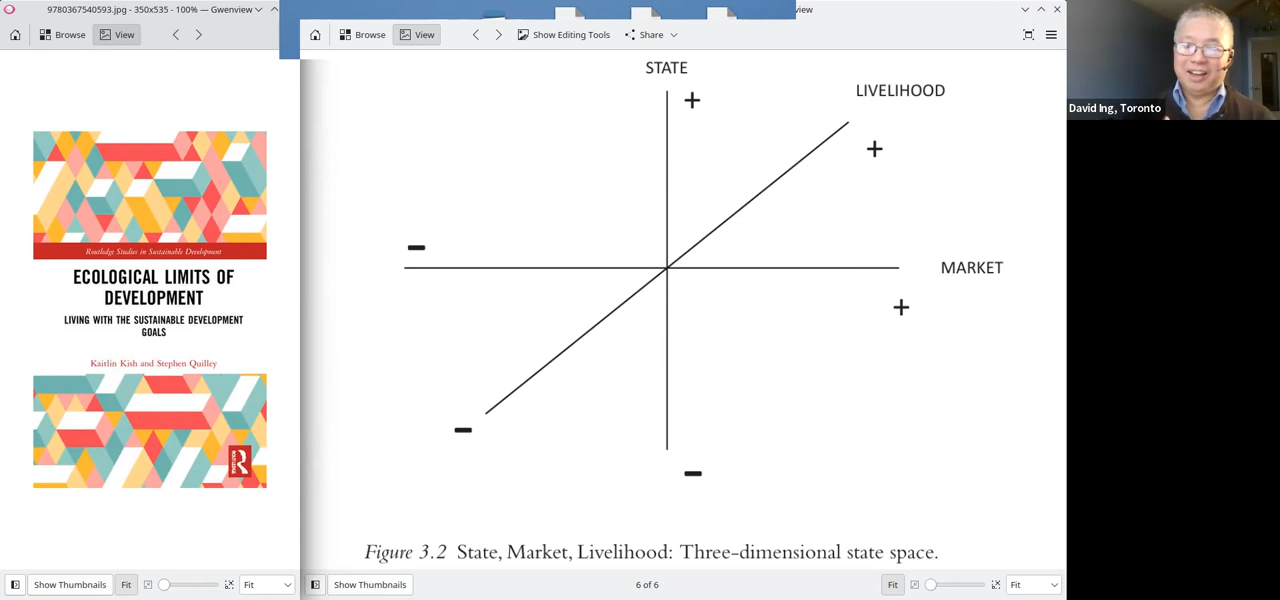 9780367540593.jpg - 350x535 - 100% — Gwenview
view
Browse
View
Browse
View
Show Editing Tools
Share
David Ing, Toronto
STATE
+
LIVELIHOOD
+
MARKET
+
Routledge Studies in Sustainable Development
ECOLOGICAL LIMITS OF
DEVELOPMENT
LIVING WITH THE SUSTAINABLE DEVELOPMENT
GOALS
Kaitlin Kish and Stephen Quilley
R
ROUTLEDGE
Figure 3.2 State, Market, Livelihood: Three-dimensional state space.
Show Thumbnails
Fit
Fit
Show Thumbnails
6 of 6
Fit
Fit